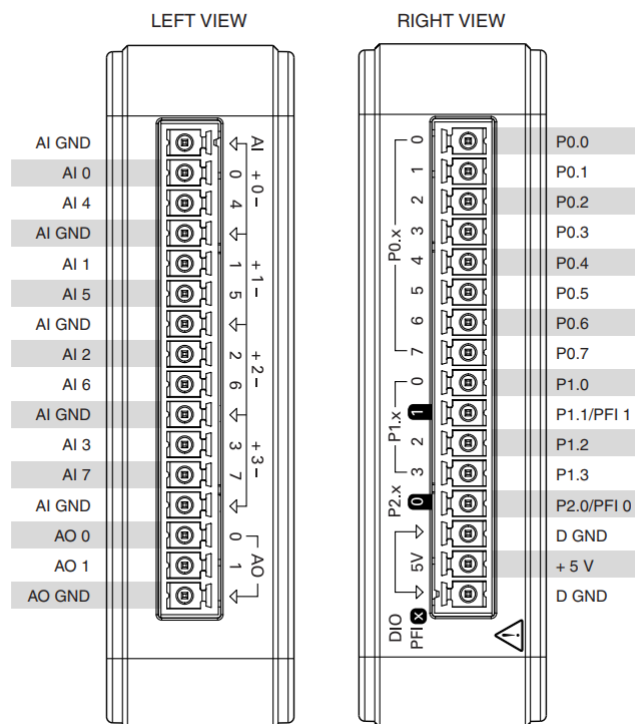 LEFT VIEW
RIGHT VIEW
AI GND
AI 0
AI 4
AI GND
AI 1
AI 5
AI GND
AI 2
AI 6
AI GND
AI 3
AI 7
AI GND
AO 0
AO 1
AO GND
AI
0
4
1
5
2
6
3
7
0
1
+ 0 -
+ 1 -
+ 2 -
+ 3 -
AO
P0.x
0
1
2
3
4
5
6
7
P1.x
0
1
2
3
P2.x
0
5V
DIO
PFI X
P0.0
P0.1
P0.2
P0.3
P0.4
P0.5
P0.6
P0.7
P1.0
P1.1/PFI 1
P1.2
P1.3
P2.0/PFI 0
D GND
+ 5 V
D GND